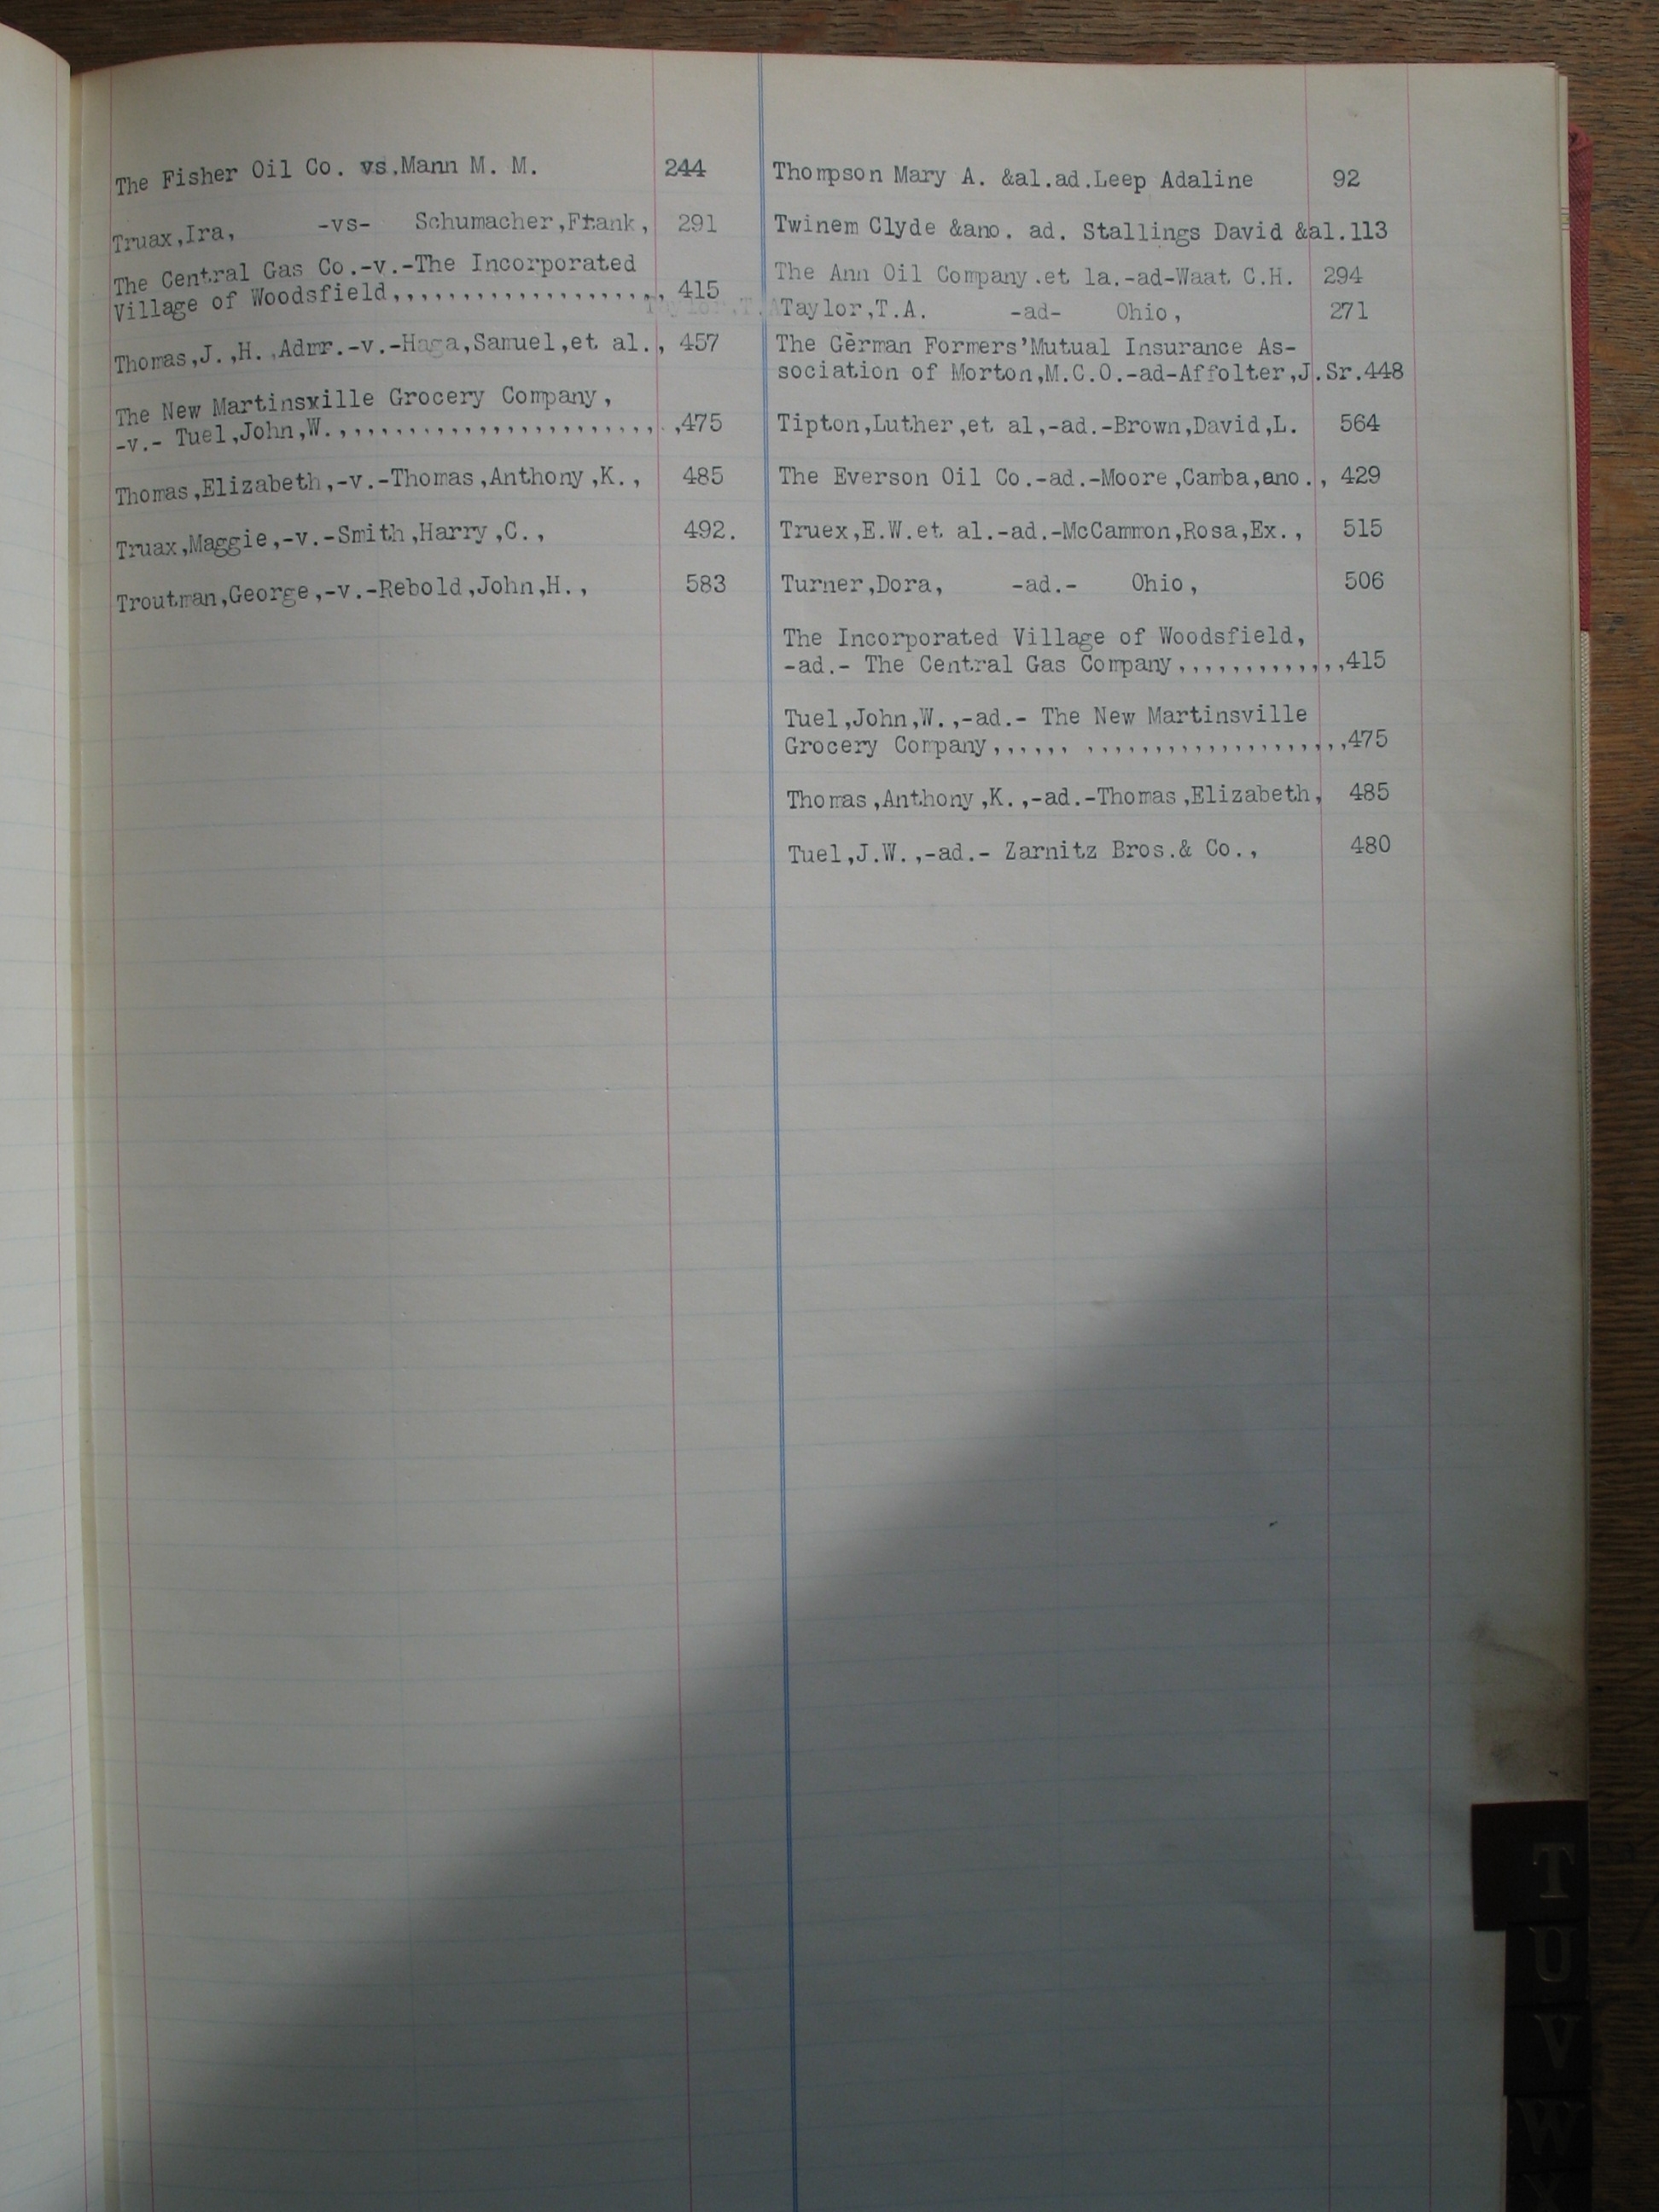 The Fisher Oil Co. vs.Mann M. M. 244
Truax,Ira, -vs- Schumacher,Frank, 291
The Central Gas Co.-v.-The Incorporated
Village of Woodsfield,,,,,,,,,,,,,,,,,,,, 415
Thomas,J.,H.,Admr.-v.-Haga,Samuel,et al., 457
The New Martinsxille Grocery Company,
-v.- Tuel,John,W.,,,,,,,,,,,,,,,,,,,,,,,,.,475
Thomas,Elizabeth,-v.-Thomas,Anthony,K., 485
Truax,Maggie,-v.-Smith,Harry,C., 492.
Troutman,George,-v.-Rebold,John,H., 583
Thompson Mary A. &al.ad.Leep Adaline 92
Twinem Clyde &ano. ad. Stallings David &al.113
The Ann Oil Company.et la.-ad-Waat C.H. 294
Taylor,T.A. -ad- Ohio, 271
The German Formers'Mutual Insurance As-
sociation of Morton,M.C.O.-ad-Affolter,J.Sr.448
Tipton,Luther,et al,-ad.-Brown,David,L. 564
The Everson Oil Co.-ad.-Moore,Camba,ano., 429
Truex,E.W.et al.-ad.-McCammon,Rosa,Ex., 515
Turner,Dora, -ad.- Ohio, 506
The Incorporated Village of Woodsfield,
-ad.- The Central Gas Company,,,,,,,,,,,,,415
Tuel,John,W.,-ad.- The New Martinsville
Grocery Company,,,,,, ,,,,,,,,,,,,,,,,,,,,475
Thomas,Anthony,K.,-ad.-Thomas,Elizabeth, 485
Tuel,J.W.,-ad.- Zarnitz Bros.& Co., 480
T
U
V
W